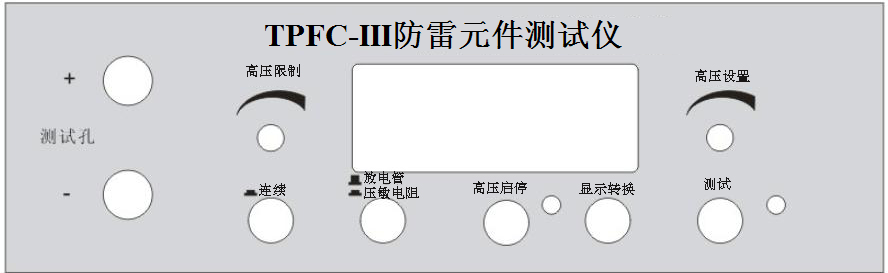 TPFC-III防雷元件测试仪
高压限制
高压设置
+
测试孔
-
连续
放电管
压敏电阻
高压启停
显示转换
测试